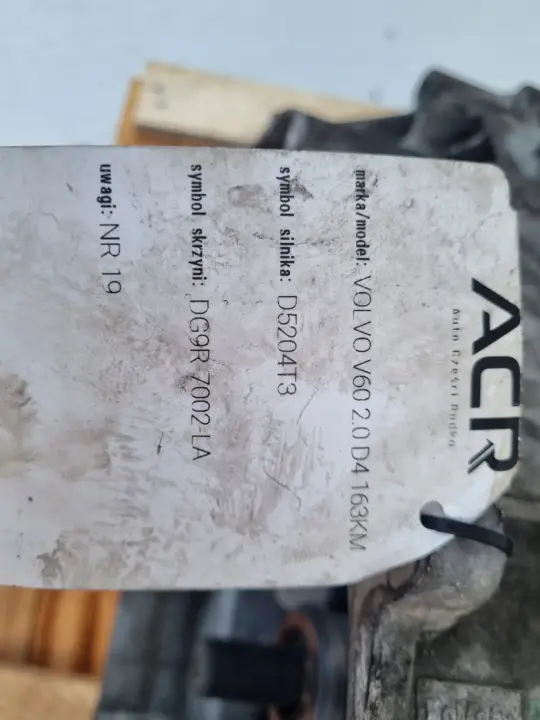 ACR
Auto Części Radko
marka/model: VOLVO V60 2.0 D4 163KM
symbol silnika: D5204T3
symbol skrzyni: DG9R 7002-LA
uwagi: NR 19